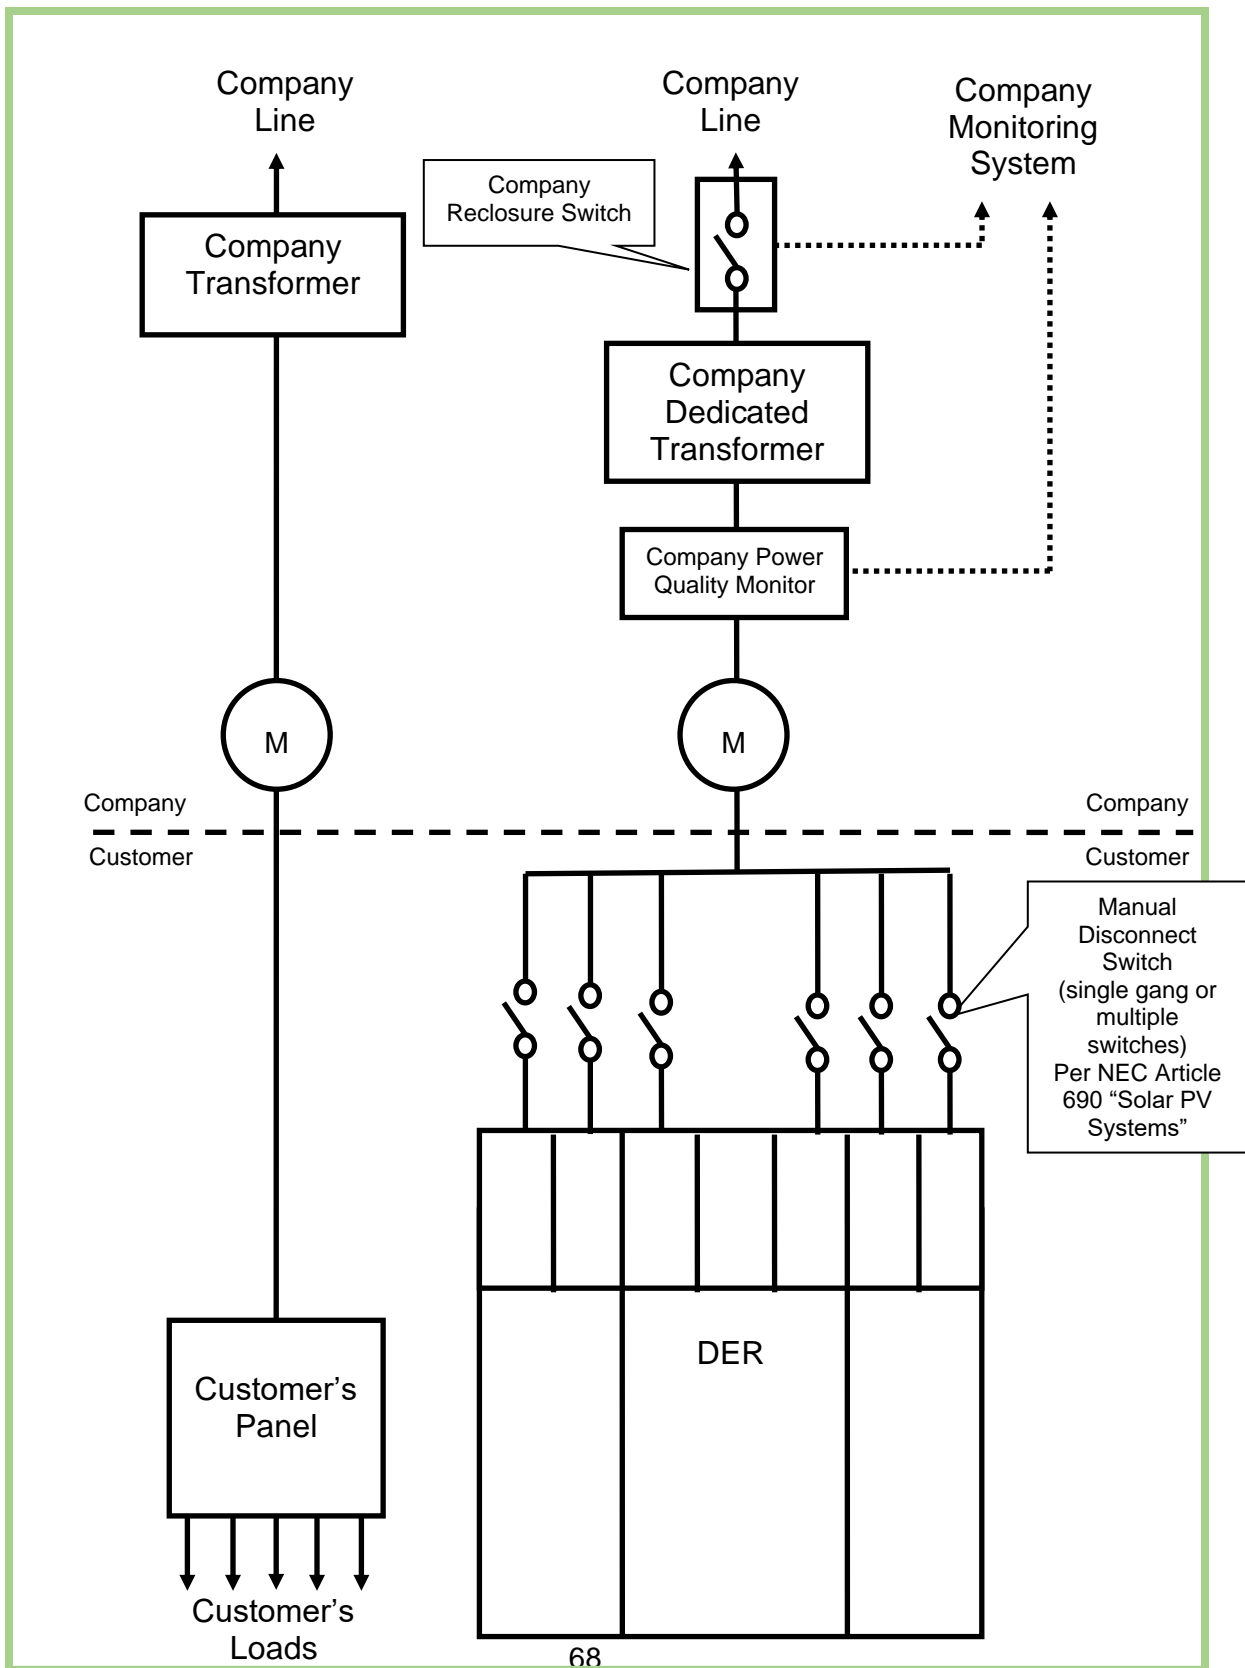 Company
Line
Company
Line
Company
Monitoring
System
Company
Reclosure Switch
Company
Transformer
Company
Dedicated
Transformer
Company Power
Quality Monitor
M
M
Company
Company
Customer
Customer
Manual
Disconnect
Switch
(single gang or
multiple
switches)
Per NEC Article
690 “Solar PV
Systems”
DER
Customer’s
Panel
Customer’s
Loads
68